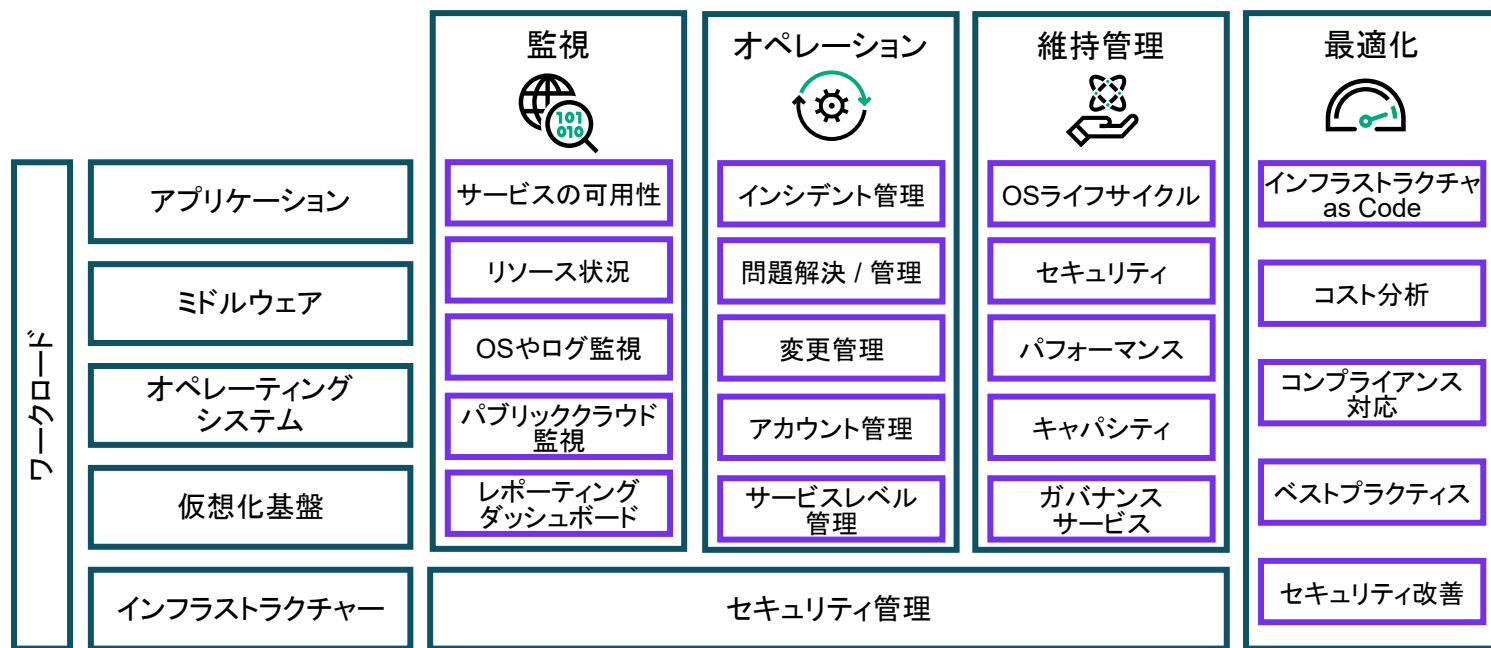 監視
オペレーション
維持管理
最適化
101
010
ワークロード
アプリケーション
ミドルウェア
オペレーティング
システム
仮想化基盤
インフラストラクチャー
サービスの可用性
リソース状況
OSやログ監視
パブリッククラウド
監視
レポーティング
ダッシュボード
インシデント管理
問題解決 / 管理
変更管理
アカウント管理
サービスレベル
管理
OSライフサイクル
セキュリティ
パフォーマンス
キャパシティ
ガバナンス
サービス
セキュリティ管理
インフラストラクチャ
as Code
コスト分析
コンプライアンス
対応
ベストプラクティス
セキュリティ改善